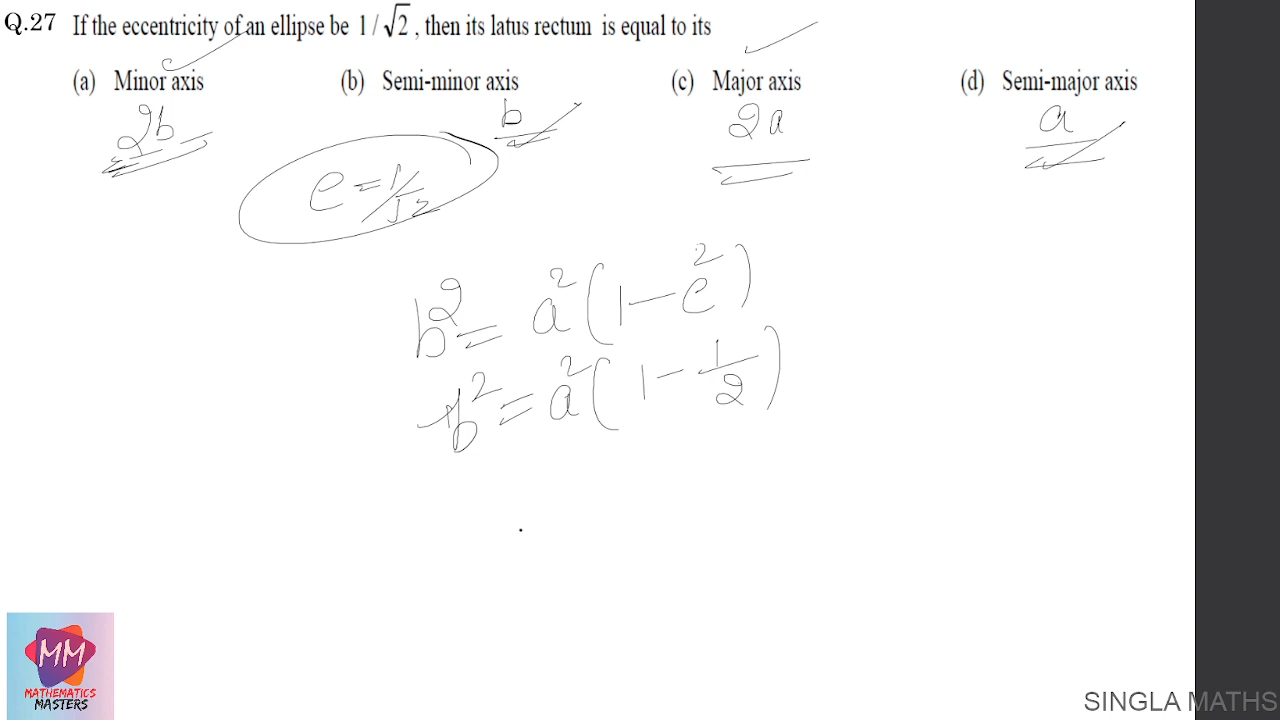 Q.27 If the eccentricity of an ellipse be 1/√2, then its latus rectum is equal to its
(a) Minor axis (b) Semi-minor axis (c) Major axis (d) Semi-major axis
2b b 2a a
e = 1/√2
b² = a²(1 - e²)
b² = a²(1 - 1/2)
MM
MATHEMATICS
MASTERS
SINGLA MATHS